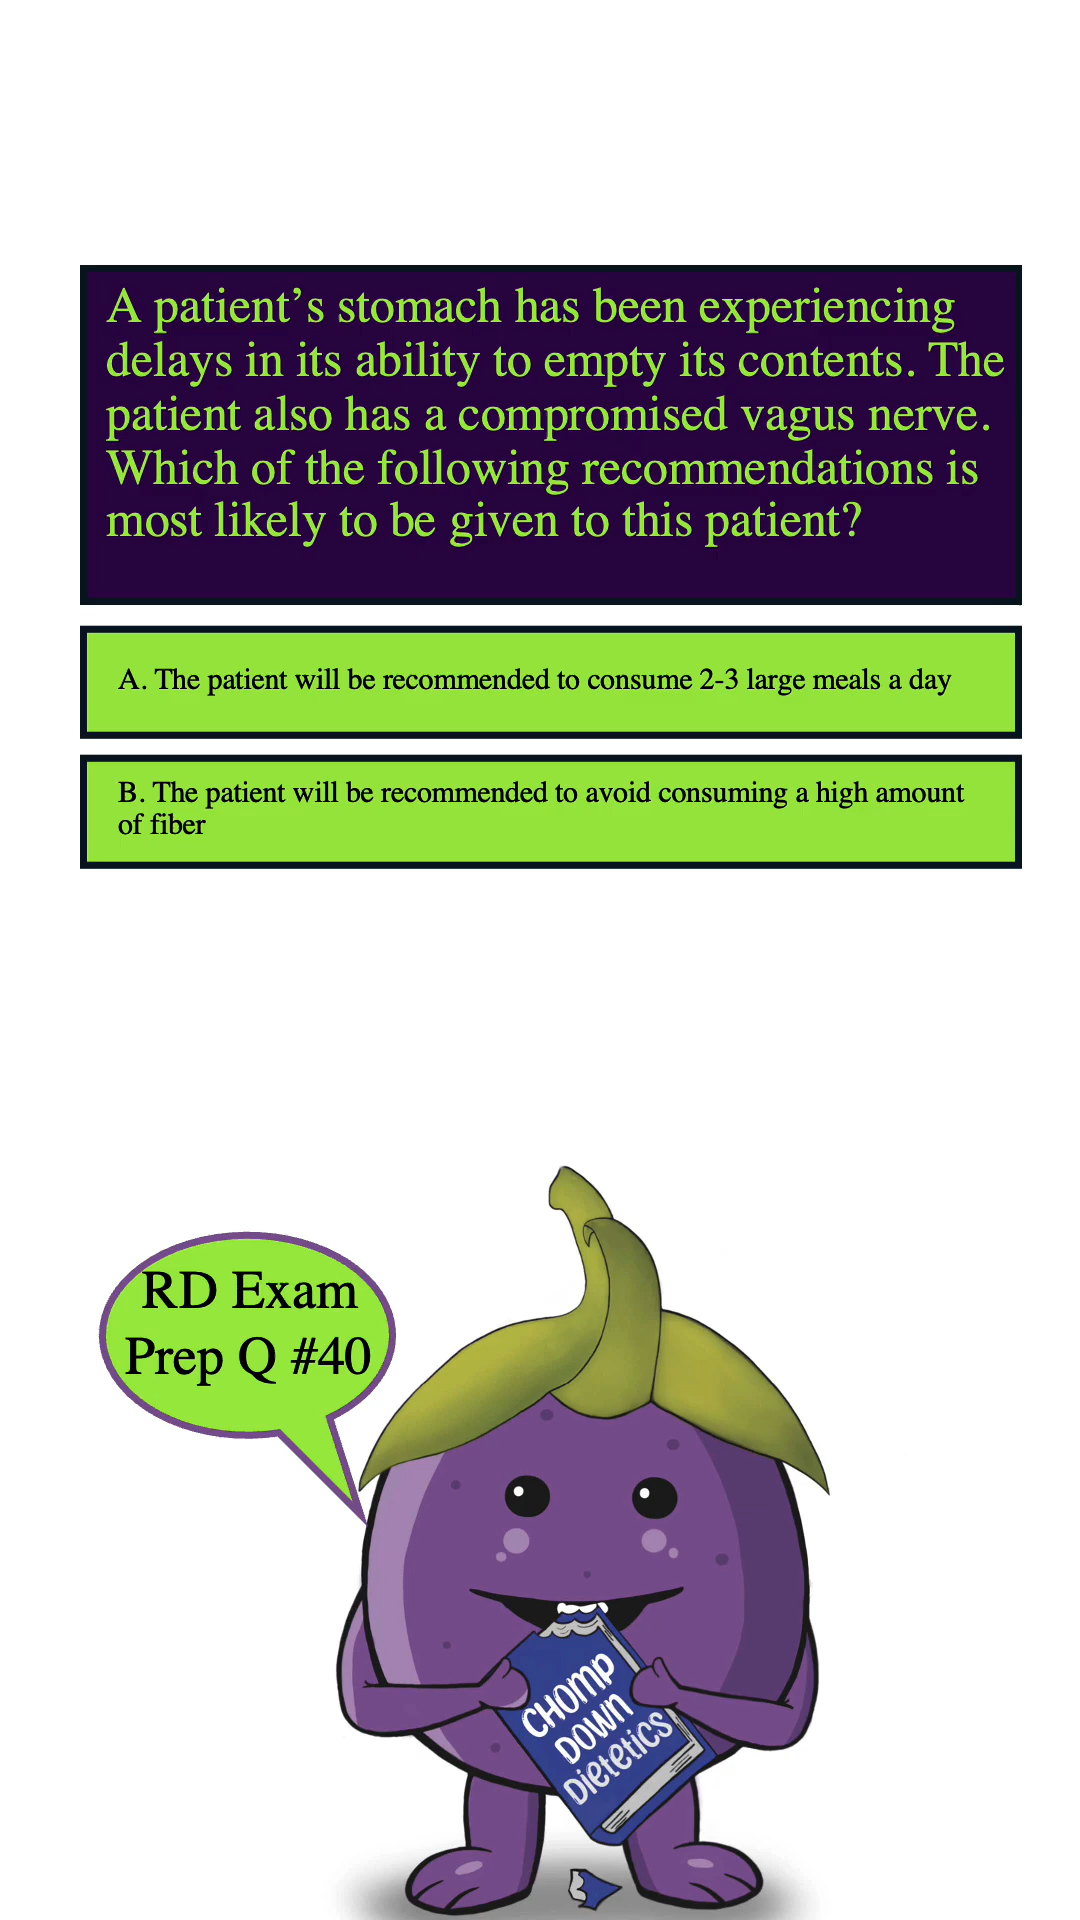 A patient’s stomach has been experiencing
delays in its ability to empty its contents. The
patient also has a compromised vagus nerve.
Which of the following recommendations is
most likely to be given to this patient?
A. The patient will be recommended to consume 2-3 large meals a day
B. The patient will be recommended to avoid consuming a high amount
of fiber
RD Exam
Prep Q #40
CHOMP
DOWN
Dietetics